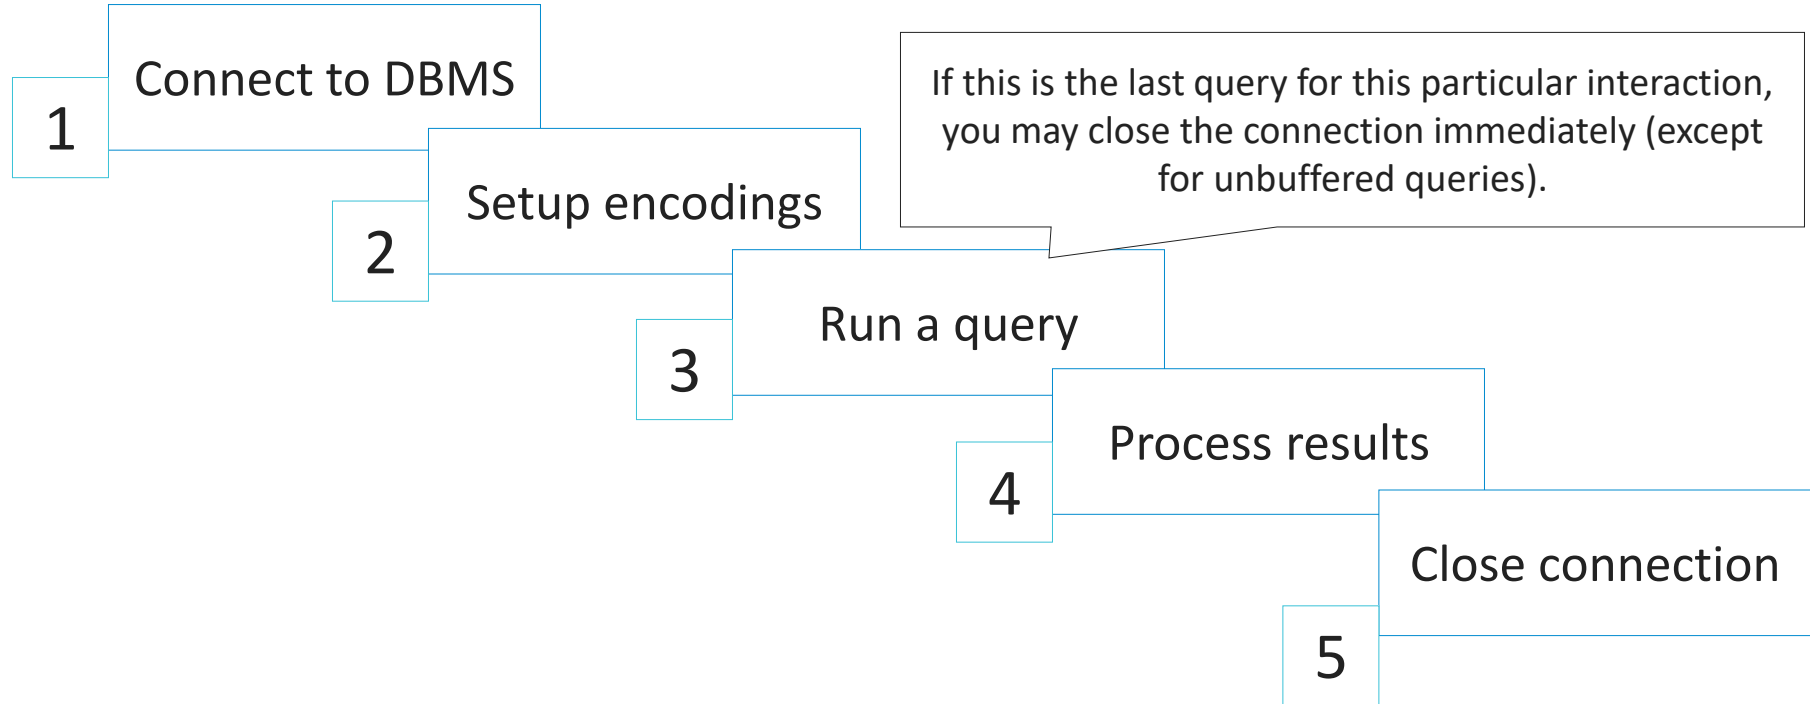 1
Connect to DBMS
2
Setup encodings
If this is the last query for this particular interaction,
you may close the connection immediately (except
for unbuffered queries).
3
Run a query
4
Process results
5
Close connection